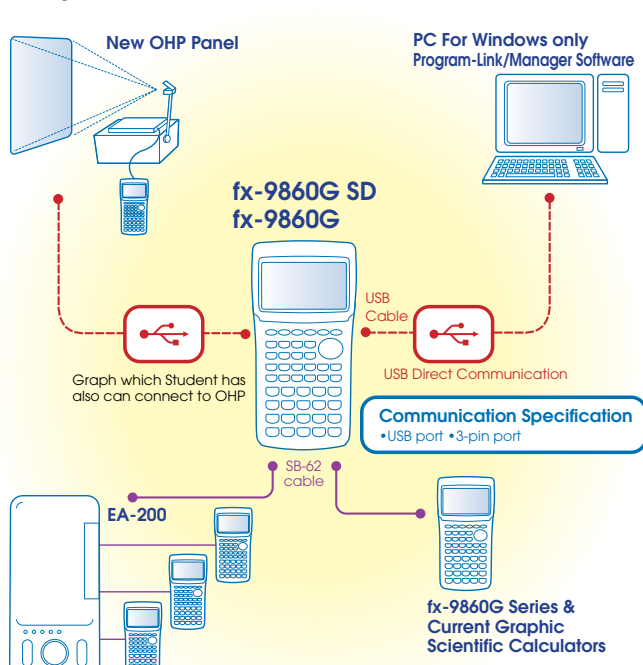 New OHP Panel
PC For Windows only
Program-Link/Manager Software
fx-9860G SD
fx-9860G
USB
Cable
Graph which Student has
also can connect to OHP
USB Direct Communication
Communication Specification
•USB port •3-pin port
SB-62
cable
EA-200
fx-9860G Series &
Current Graphic
Scientific Calculators